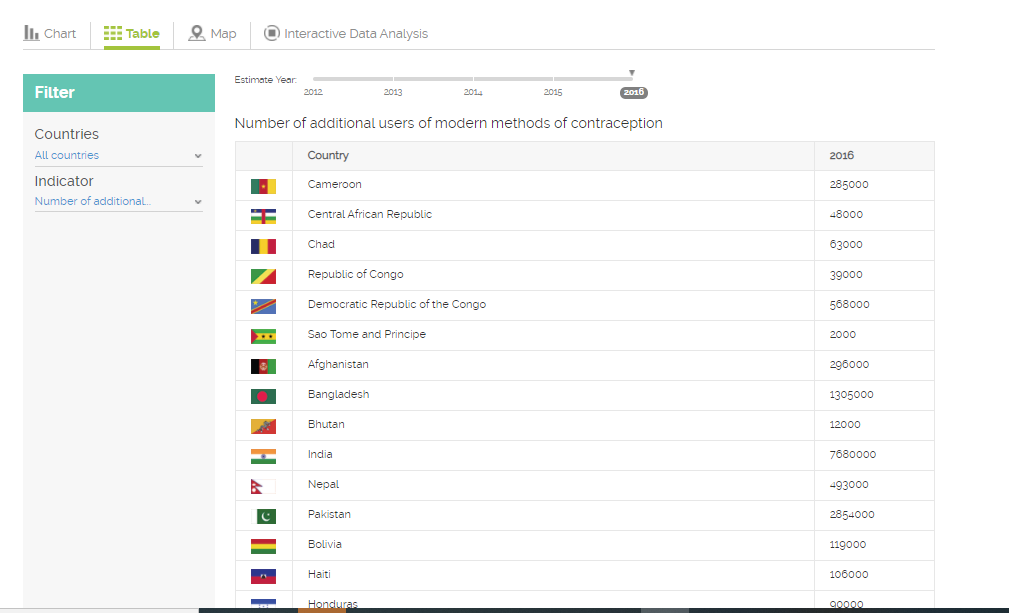 Chart Table Map Interactive Data Analysis
Filter
Countries
All countries
Indicator
Number of additional...
Estimate Year:
2012 2013 2014 2015 2016
Number of additional users of modern methods of contraception
Country 2016
Cameroon 285000
Central African Republic 48000
Chad 63000
Republic of Congo 39000
Democratic Republic of the Congo 568000
Sao Tome and Principe 2000
Afghanistan 296000
Bangladesh 1305000
Bhutan 12000
India 7680000
Nepal 493000
Pakistan 2854000
Bolivia 119000
Haiti 106000
Honduras 90000